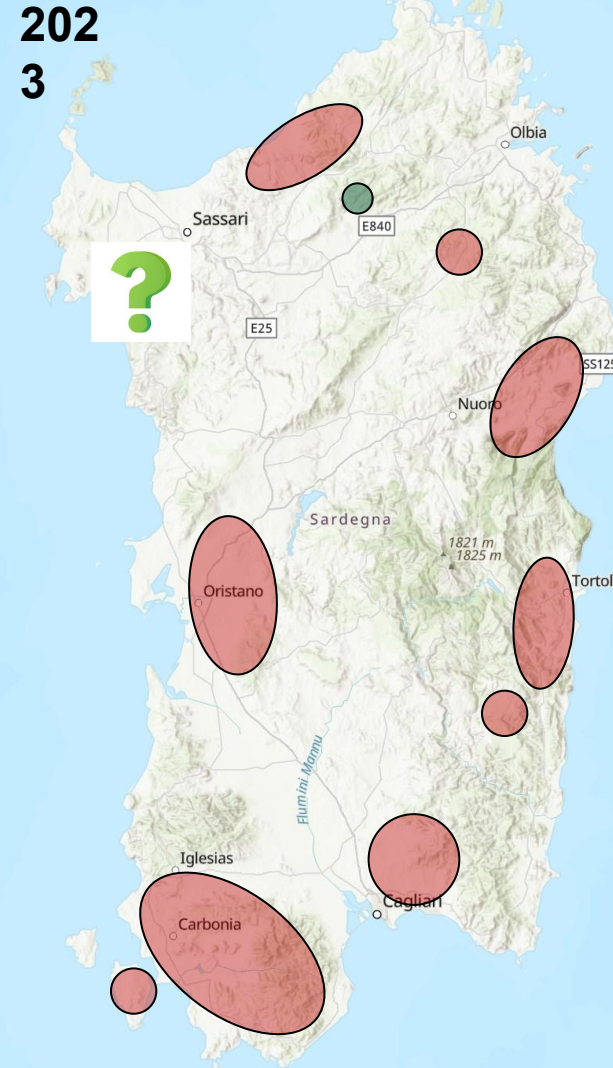 202
3
Olbia
Sassari
E840
E25
SS125
Nuoro
Sardegna
1821 m
1825 m
Oristano
Tortol
Flumini Mannu
Iglesias
Cagliari
Carbonia